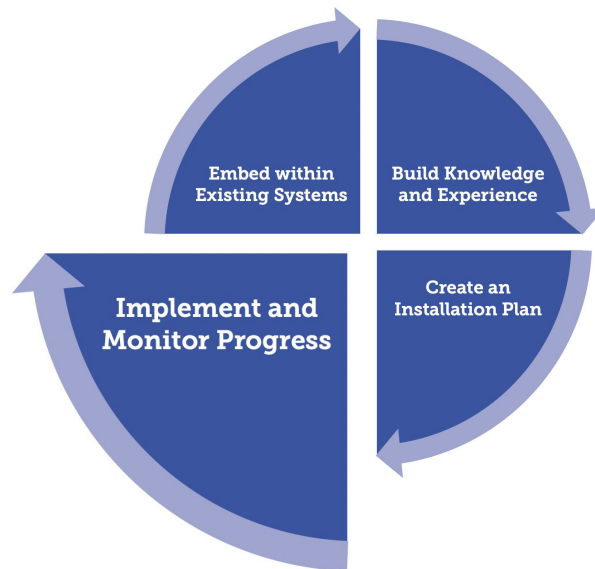 Embed within
Existing Systems
Build Knowledge
and Experience
Create an
Installation Plan
Implement and
Monitor Progress